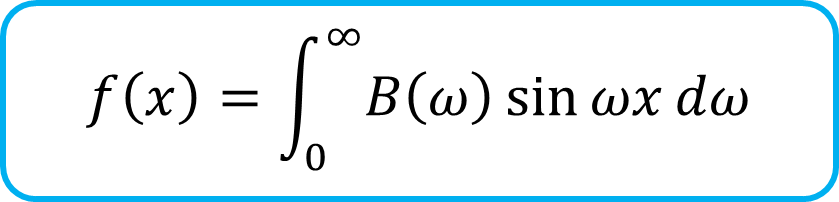 f(x) = ∫₀^∞ B(ω) sin ωx dω